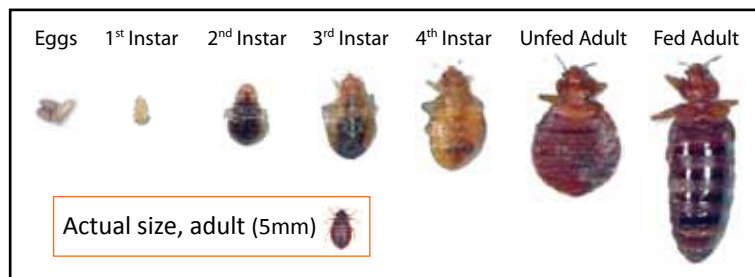 Eggs 1st Instar 2nd Instar 3rd Instar 4th Instar Unfed Adult Fed Adult
Actual size, adult (5mm)